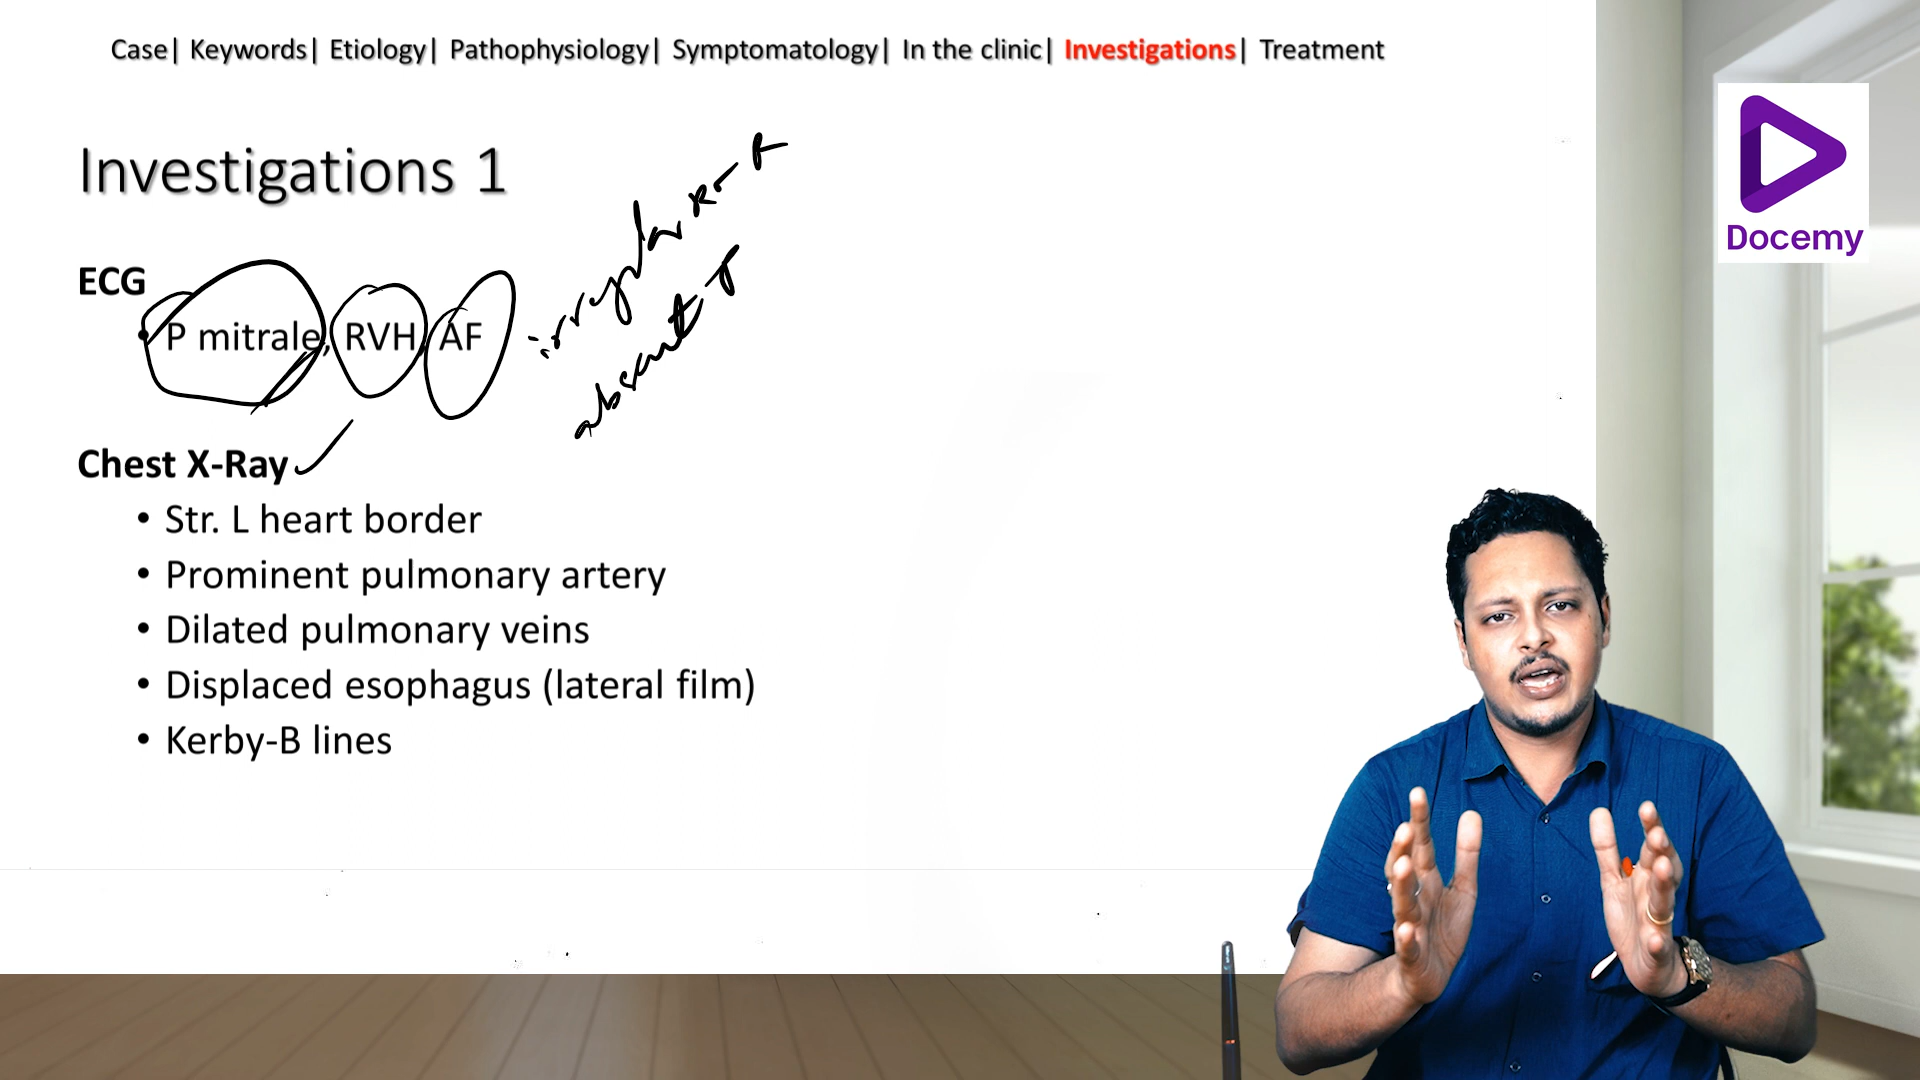 Case| Keywords| Etiology| Pathophysiology| Symptomatology| In the clinic| Investigations| Treatment
Docemy
Investigations 1
ECG
• P mitrale, RVH, AF
irregular R-R
absent P
Chest X-Ray
• Str. L heart border
• Prominent pulmonary artery
• Dilated pulmonary veins
• Displaced esophagus (lateral film)
• Kerby-B lines